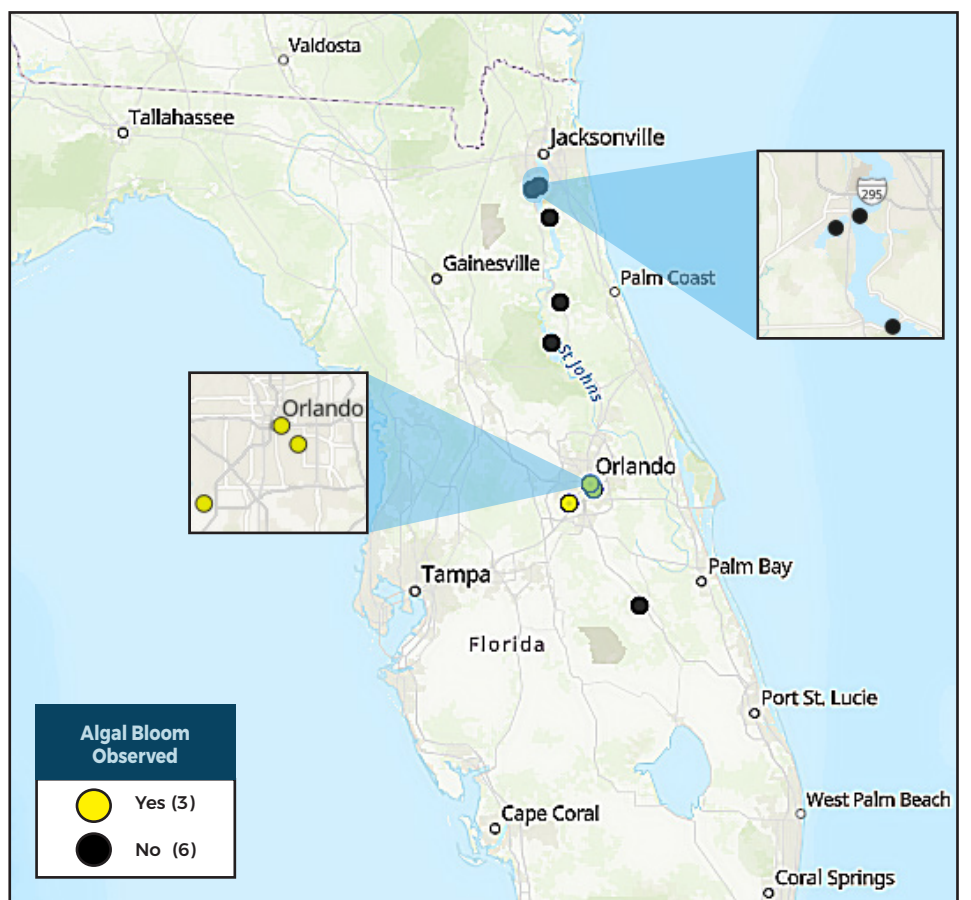 Valdosta
Tallahassee
Jacksonville
295
Gainesville
Palm Coast
St Johns
Orlando
Orlando
Palm Bay
Tampa
Florida
Port St. Lucie
Algal Bloom
Observed
Yes (3)
No (6)
West Palm Beach
Cape Coral
Coral Springs